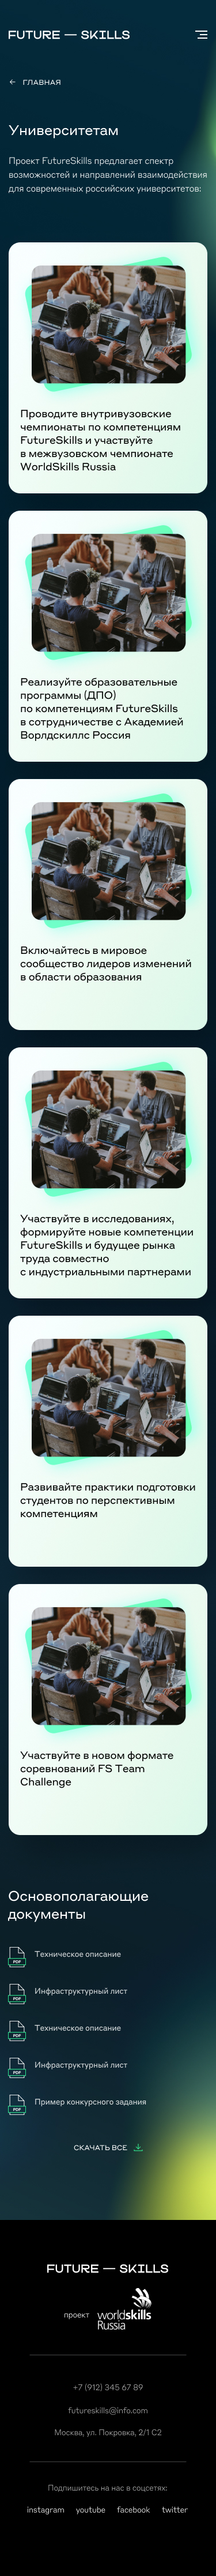 FUTURE — SKILLS
← ГЛАВНАЯ
Университетам
Проект FutureSkills предлагает спектр
возможностей и направлений взаимодействия
для современных российских университетов:
Проводите внутривузовские
чемпионаты по компетенциям
FutureSkills и участвуйте
в межвузовском чемпионате
WorldSkills Russia
Реализуйте образовательные
программы (ДПО)
по компетенциям FutureSkills
в сотрудничестве с Академией
Ворлдскиллс Россия
Включайтесь в мировое
сообщество лидеров изменений
в области образования
Участвуйте в исследованиях,
формируйте новые компетенции
FutureSkills и будущее рынка
труда совместно
с индустриальными партнерами
Развивайте практики подготовки
студентов по перспективным
компетенциям
Участвуйте в новом формате
соревнований FS Team
Challenge
Основополагающие
документы
PDF Техническое описание
PDF Инфраструктурный лист
PDF Техническое описание
PDF Инфраструктурный лист
PDF Пример конкурсного задания
СКАЧАТЬ ВСЕ
FUTURE — SKILLS
проект worldskills
Russia
+7 (912) 345 67 89
futureskills@info.com
Москва, ул. Покровка, 2/1 С2
Подпишитесь на нас в соцсетях:
instagram youtube facebook twitter